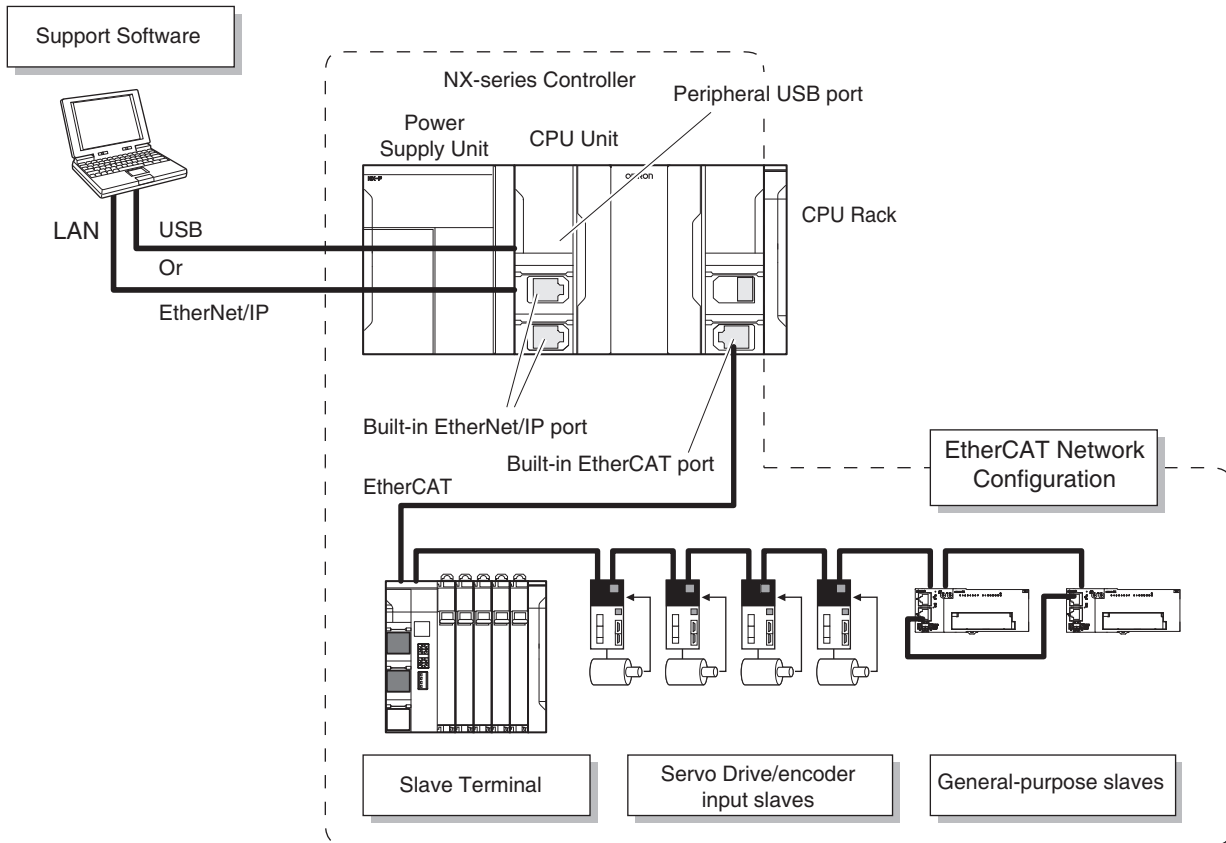 Support Software
NX-series Controller
Peripheral USB port
Power
Supply Unit
CPU Unit
CPU Rack
LAN
USB
Or
EtherNet/IP
Built-in EtherNet/IP port
Built-in EtherCAT port
EtherCAT
EtherCAT Network
Configuration
Slave Terminal
Servo Drive/encoder
input slaves
General-purpose slaves